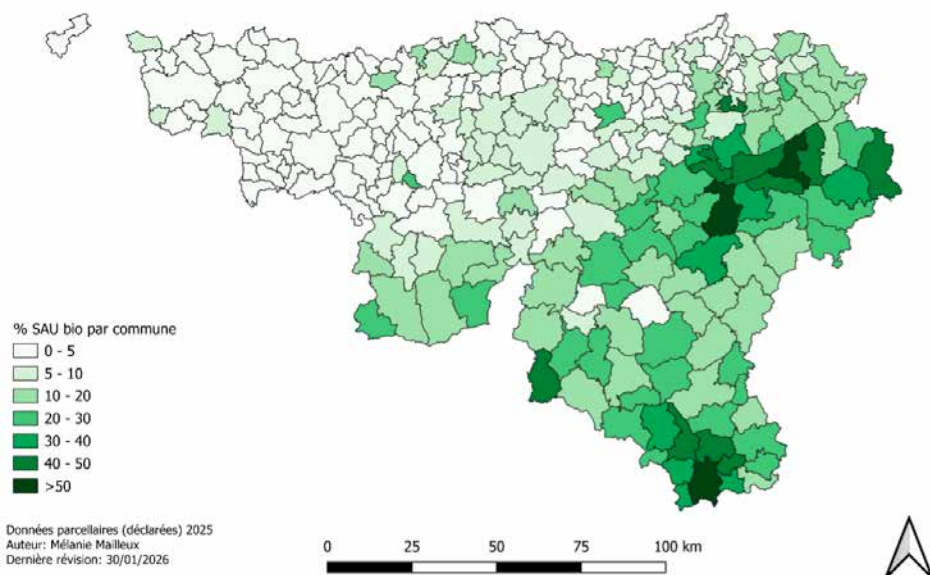 % SAU bio par commune
0 - 5
5 - 10
10 - 20
20 - 30
30 - 40
40 - 50
>50
Données parcellaires (déclarées) 2025
Auteur: Mélanie Mailleux
Dernière révision: 30/01/2026
0 25 50 75 100 km